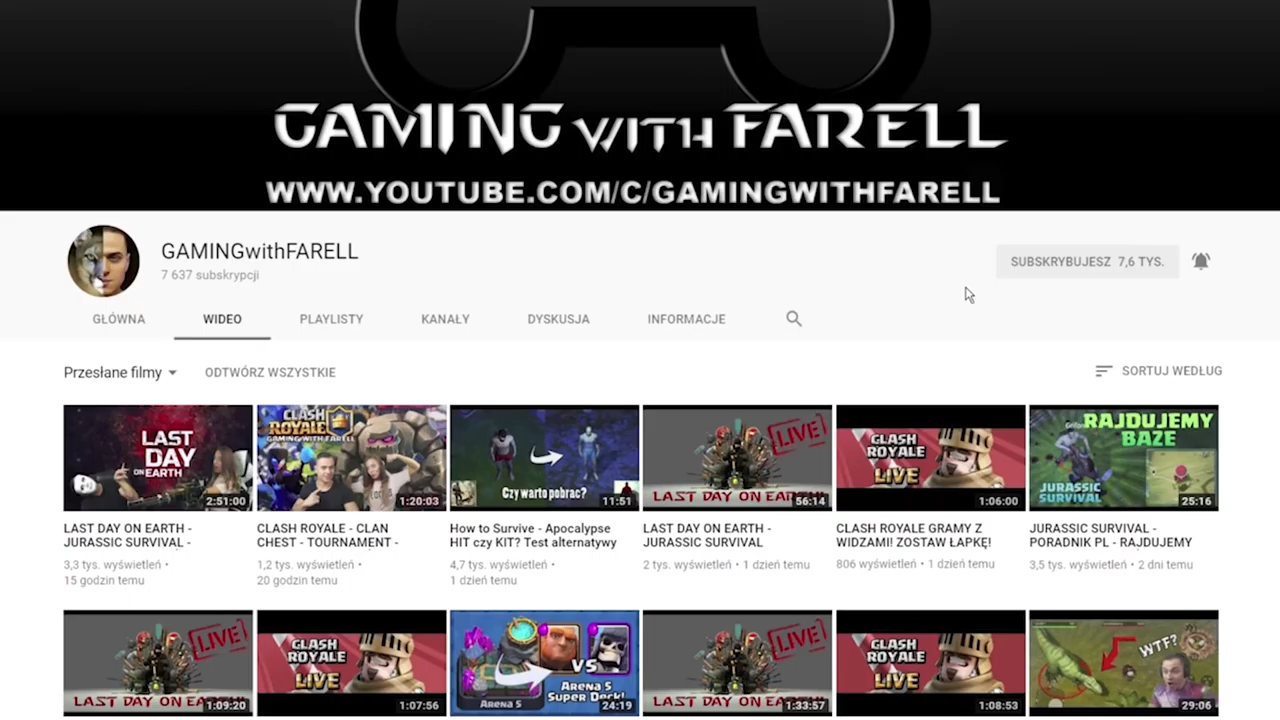 GAMING WITH FARELL
WWW.YOUTUBE.COM/C/GAMINGWITHFARELL
GAMINGwithFARELL
7 637 subskrypcji
SUBSKRYBUJESZ 7,6 TYS.
GŁÓWNA WIDEO PLAYLISTY KANAŁY DYSKUSJA INFORMACJE
Przesłane filmy ODTWÓRZ WSZYSTKIE SORTUJ WEDŁUG
LAST
DAY
ON EARTH
2:51:00
CLASH
ROYALE
GAMING WITH FARELL
1:20:03
Czy warto pobrac?
11:51
LIVE
LAST DAY ON EARTH
56:14
CLASH
ROYALE
LIVE
1:06:00
RAJDUJEMY
BAZE
JURASSIC
SURVIVAL
25:16
LAST DAY ON EARTH -
JURASSIC SURVIVAL -
3,3 tys. wyświetleń •
15 godzin temu
CLASH ROYALE - CLAN
CHEST - TOURNAMENT -
1,2 tys. wyświetleń •
20 godzin temu
How to Survive - Apocalypse
HIT czy KIT? Test alternatywy
4,7 tys. wyświetleń •
1 dzień temu
LAST DAY ON EARTH -
JURASSIC SURVIVAL
2 tys. wyświetleń • 1 dzień temu
CLASH ROYALE GRAMY Z
WIDZAMI! ZOSTAW ŁAPKĘ!
806 wyświetleń • 1 dzień temu
JURASSIC SURVIVAL -
PORADNIK PL - RAJDUJEMY
3,5 tys. wyświetleń • 2 dni temu
LIVE
LAST DAY ON EARTH
1:09:20
CLASH
ROYALE
LIVE
1:07:56
VS
Arena 5
Super Deck!
Arena 5
24:19
LIVE
LAST DAY ON EARTH
1:33:57
CLASH
ROYALE
LIVE
1:08:53
WTF?
29:06